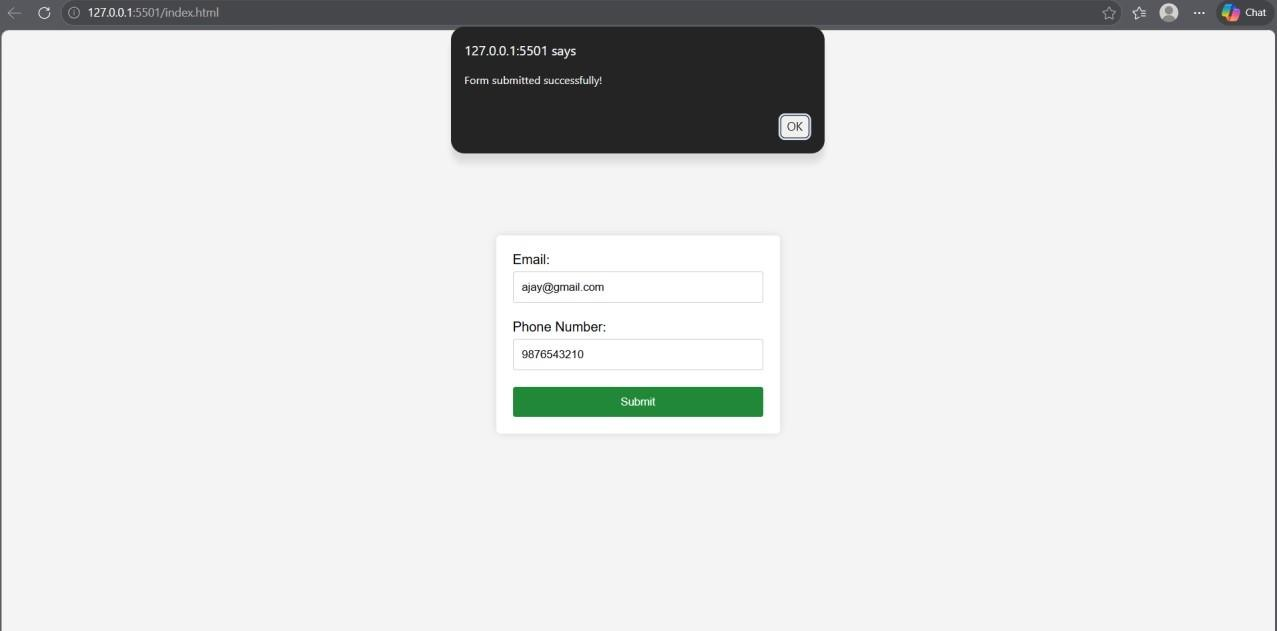 127.0.0.1:5501/index.html
Chat
127.0.0.1:5501 says
Form submitted successfully!
OK
Email:
ajay@gmail.com
Phone Number:
9876543210
Submit